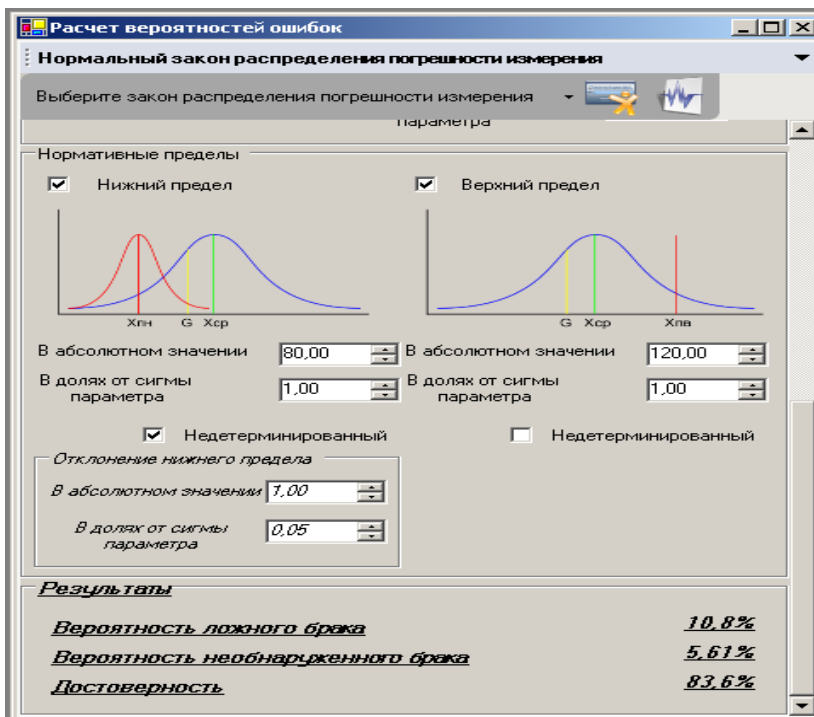 Расчет вероятностей ошибок
Нормальный закон распределения погрешности измерения
Выберите закон распределения погрешности измерения
параметра
Нормативные пределы
Нижний предел
Верхний предел
Xпн G Xср
G Xср Xпв
В абсолютном значении 80,00
В абсолютном значении 120,00
В долях от сигмы
параметра
1,00
В долях от сигмы
параметра
1,00
Недетерминированный
Недетерминированный
Отклонение нижнего предела
В абсолютном значении 1,00
В долях от сигмы
параметра
0,05
Результаты
Вероятность ложного брака 10,8%
Вероятность необнаруженного брака 5,61%
Достоверность 83,6%